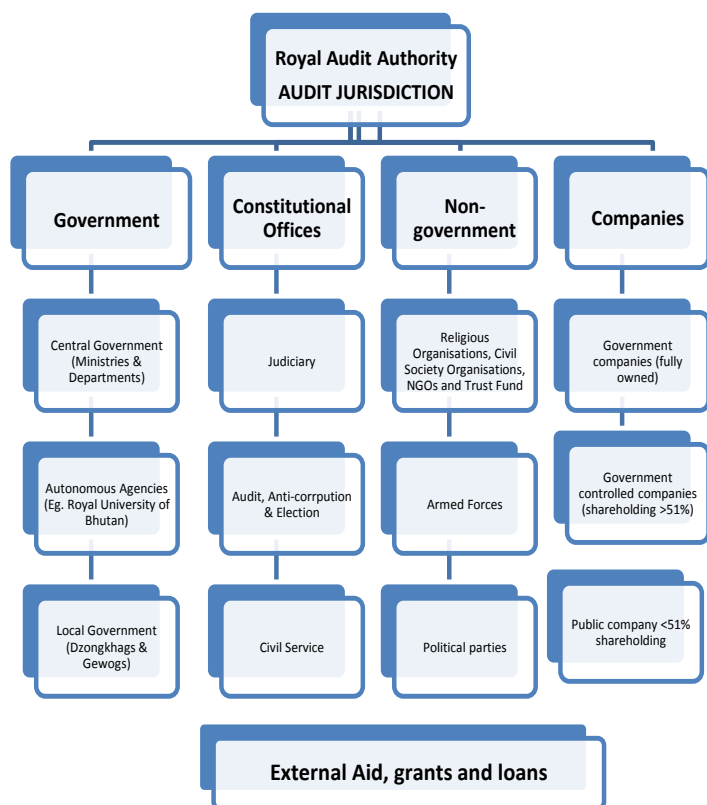 Royal Audit Authority
AUDIT JURISDICTION
Government
Constitutional
Offices
Non-
government
Companies
Central Government
(Ministries &
Departments)
Judiciary
Religious
Organisations, Civil
Society Organisations,
NGOs and Trust Fund
Government
companies (fully
owned)
Autonomous Agencies
(Eg. Royal University of
Bhutan)
Audit, Anti-corrpution
& Election
Armed Forces
Government
controlled companies
(shareholding >51%)
Local Government
(Dzongkhags &
Gewogs)
Civil Service
Political parties
Public company <51%
shareholding
External Aid, grants and loans